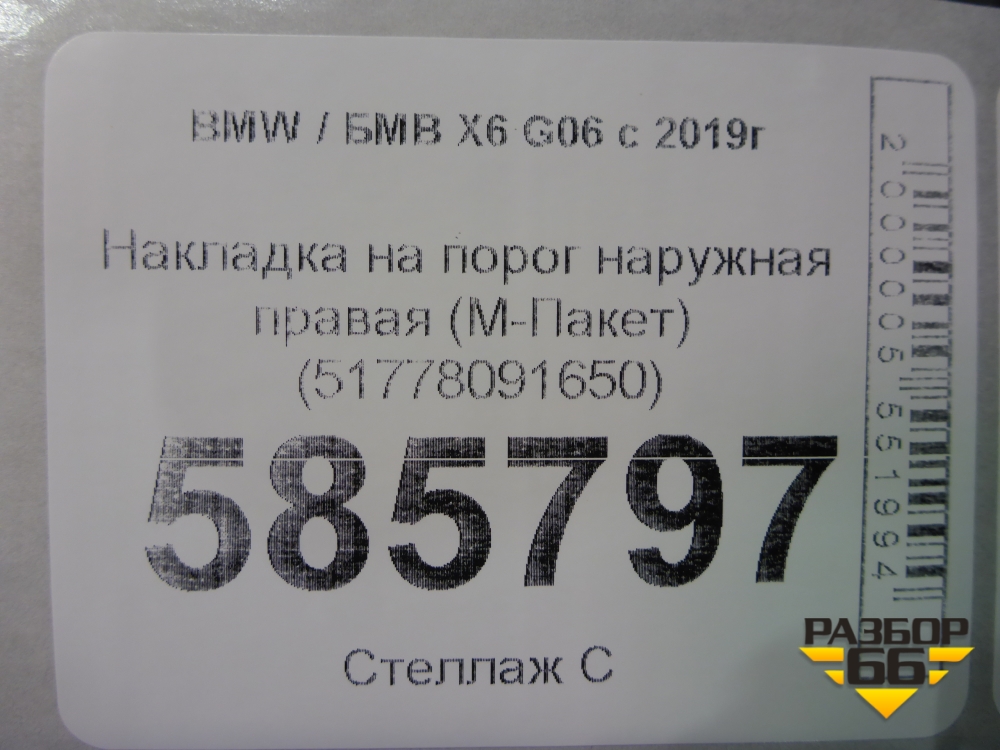 BMW / БМВ X6 G06 с 2019г
Накладка на порог наружная
правая (М-Пакет)
(51778091650)
585797
Стеллаж С
2000005551994
РАЗБОР
66